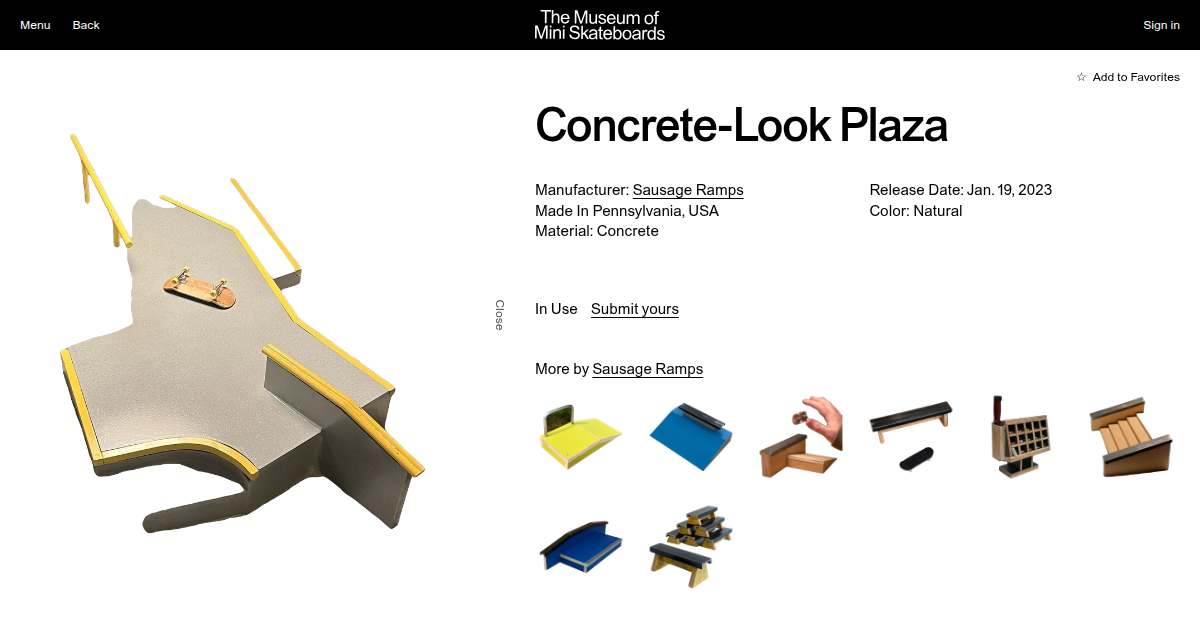 Menu
Back
The Museum of
Mini Skateboards
Sign in
☆ Add to Favorites
Concrete-Look Plaza
Manufacturer: Sausage Ramps
Made In Pennsylvania, USA
Material: Concrete
Release Date: Jan. 19, 2023
Color: Natural
Close
In Use
Submit yours
More by Sausage Ramps